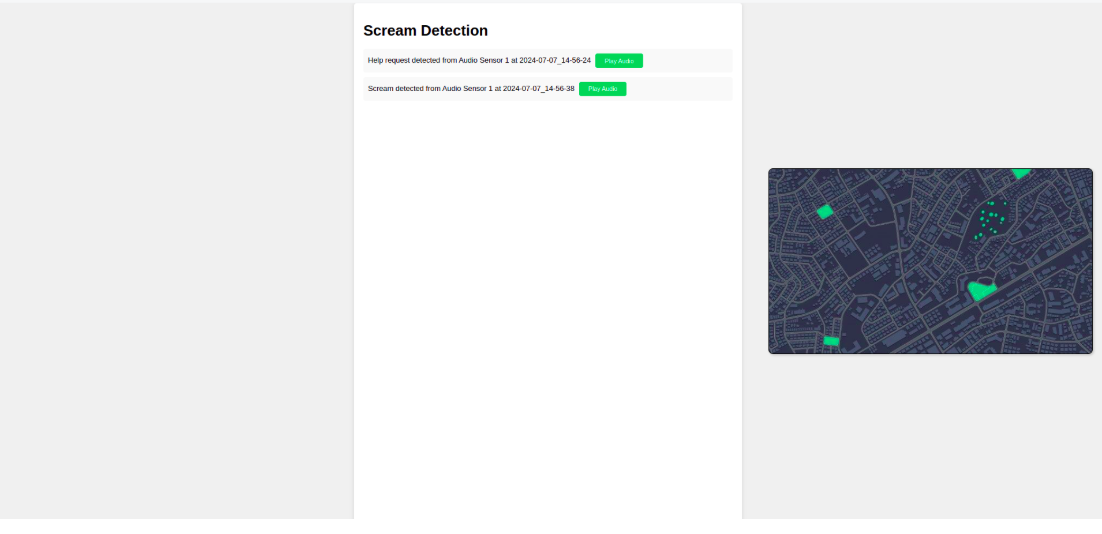 Scream Detection
Help request detected from Audio Sensor 1 at 2024-07-07_14-56-24 Play Audio
Scream detected from Audio Sensor 1 at 2024-07-07_14-56-38 Play Audio